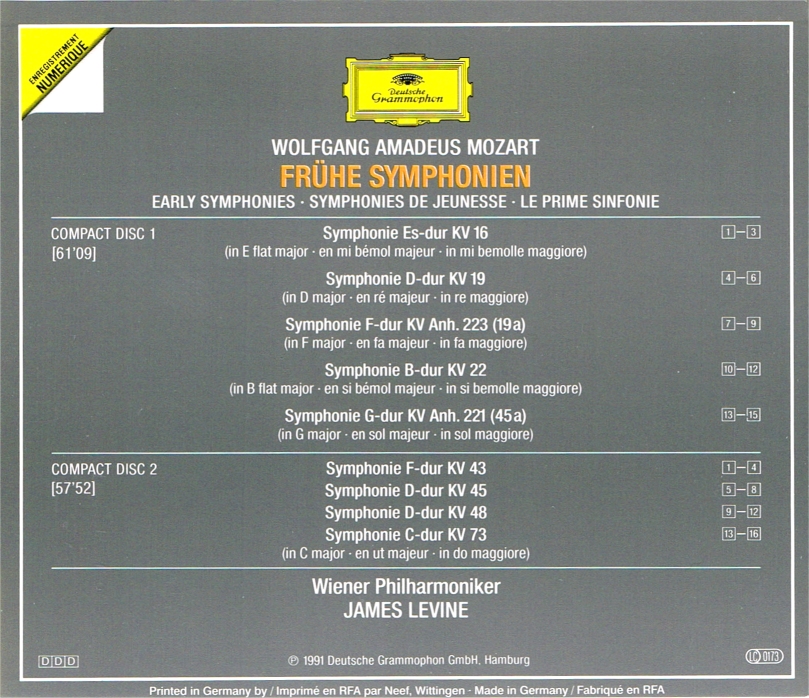 ENREGISTREMENT
NUMERIQUE
Deutsche
Grammophon
WOLFGANG AMADEUS MOZART
FRÜHE SYMPHONIEN
EARLY SYMPHONIES · SYMPHONIES DE JEUNESSE · LE PRIME SINFONIE
COMPACT DISC 1 Symphonie Es-dur KV 16 1–3
[61'09] (in E flat major · en mi bémol majeur · in mi bemolle maggiore)
Symphonie D-dur KV 19 4–6
(in D major · en ré majeur · in re maggiore)
Symphonie F-dur KV Anh. 223 (19a) 7–9
(in F major · en fa majeur · in fa maggiore)
Symphonie B-dur KV 22 10–12
(in B flat major · en si bémol majeur · in si bemolle maggiore)
Symphonie G-dur KV Anh. 221 (45a) 13–15
(in G major · en sol majeur · in sol maggiore)
COMPACT DISC 2 Symphonie F-dur KV 43 1–4
[57'52] Symphonie D-dur KV 45 5–8
Symphonie D-dur KV 48 9–12
Symphonie C-dur KV 73 13–16
(in C major · en ut majeur · in do maggiore)
Wiener Philharmoniker
JAMES LEVINE
DDD ℗ 1991 Deutsche Grammophon GmbH, Hamburg LC 0173
Printed in Germany by / Imprimé en RFA par Neef, Wittingen · Made in Germany / Fabriqué en RFA